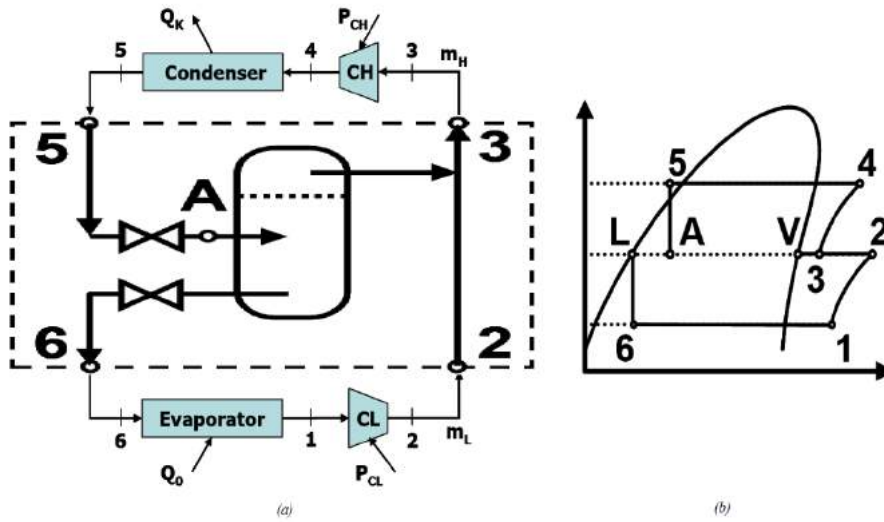 Q_K
P_CH
5
4
3
m_H
Condenser
CH
5
3
A
6
2
Evaporator
CL
6
1
2
m_L
Q_0
P_CL
(a)
5
4
L
A
V
2
3
6
1
(b)